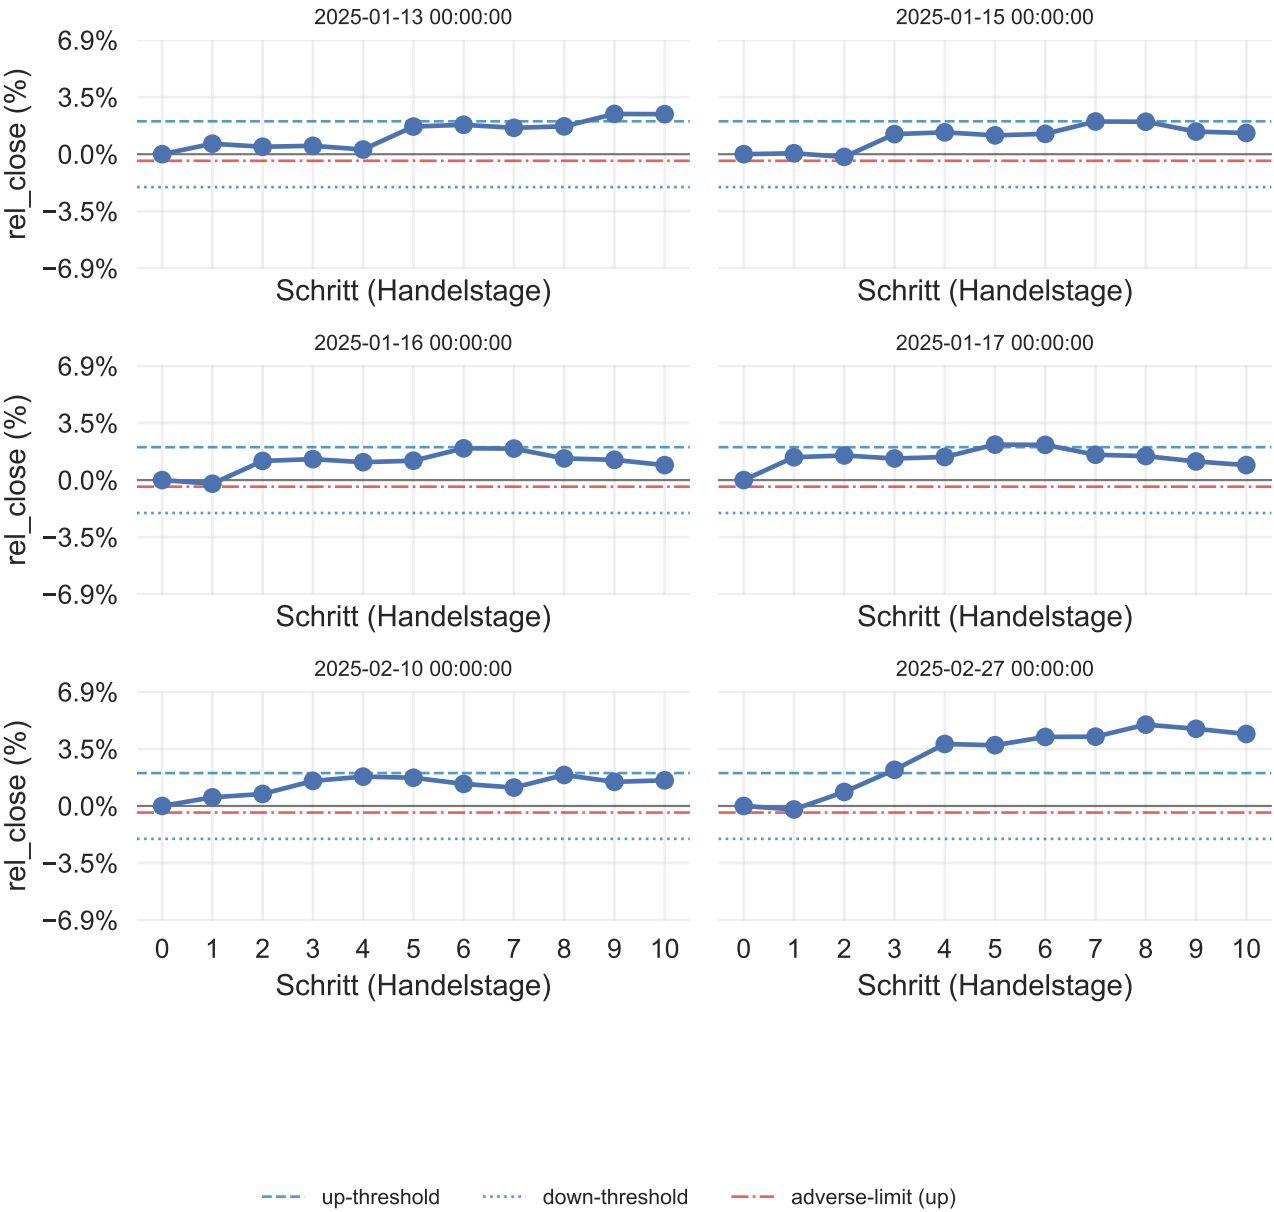 2025-01-13 00:00:00
2025-01-15 00:00:00
6.9%
3.5%
0.0%
−3.5%
−6.9%
rel_close (%)
Schritt (Handelstage)
Schritt (Handelstage)
2025-01-16 00:00:00
2025-01-17 00:00:00
6.9%
3.5%
0.0%
−3.5%
−6.9%
rel_close (%)
Schritt (Handelstage)
Schritt (Handelstage)
2025-02-10 00:00:00
2025-02-27 00:00:00
6.9%
3.5%
0.0%
−3.5%
−6.9%
rel_close (%)
0 1 2 3 4 5 6 7 8 9 10
0 1 2 3 4 5 6 7 8 9 10
Schritt (Handelstage)
Schritt (Handelstage)
up-threshold
down-threshold
adverse-limit (up)